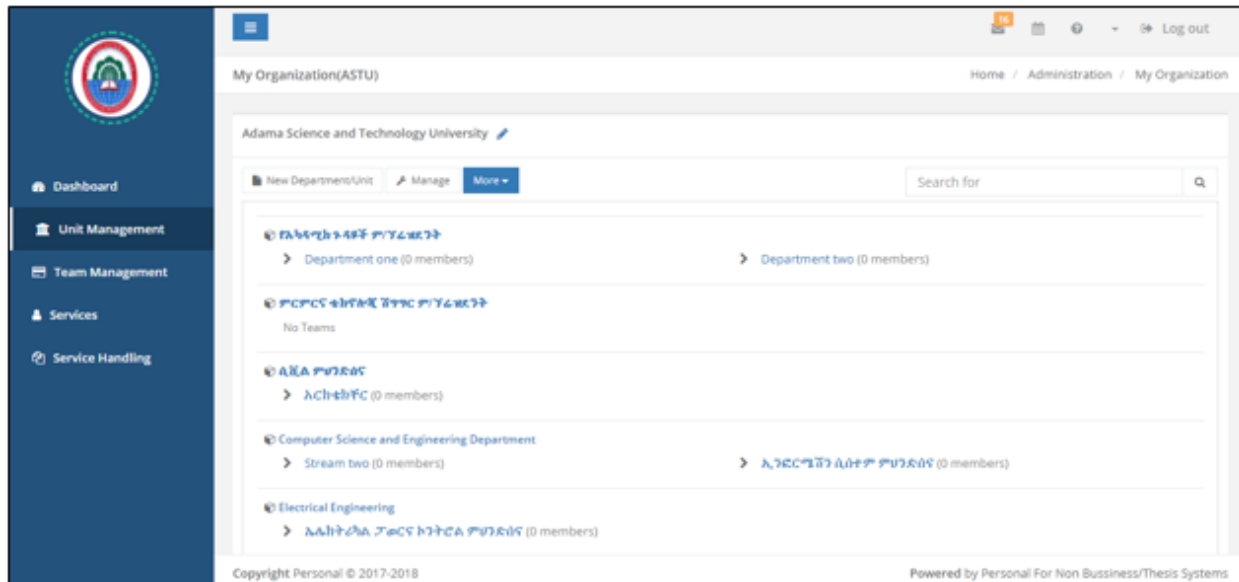 16 Log out
My Organization(ASTU) Home / Administration / My Organization
Adama Science and Technology University
Dashboard
Unit Management
Team Management
Services
Service Handling
New Department/Unit Manage More Search for
የአካዳሚክ ጉዳዮች ም/ፕሬዝደንት
Department one (0 members) Department two (0 members)
ምርምርና ቴክኖሎጂ ሽግግር ም/ፕሬዝደንት
No Teams
ሲቪል ምህንድስና
አርክቴክቸር (0 members)
Computer Science and Engineering Department
Stream two (0 members) ኢንፎርሜሽን ሲስተም ምህንድስና (0 members)
Electrical Engineering
ኤሌክትሪካል ፓወርና ኮንትሮል ምህንድስና (0 members)
Copyright Personal © 2017-2018 Powered by Personal For Non Bussiness/Thesis Systems